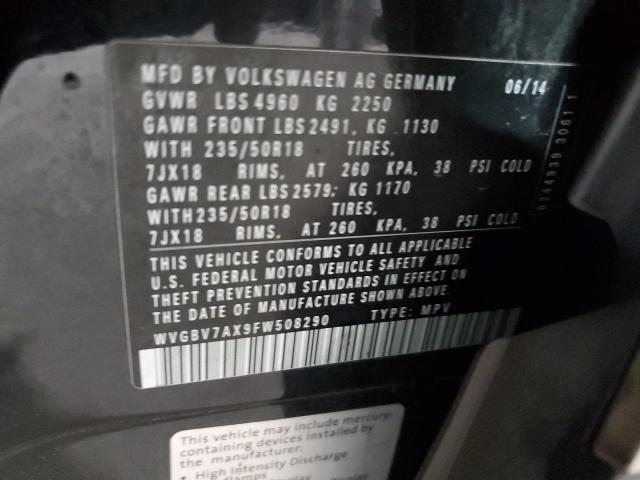 MFD BY VOLKSWAGEN AG GERMANY 06/14
GVWR LBS 4960 KG 2250
GAWR FRONT LBS 2491, KG 1130
WITH 235/50R18 TIRES,
7JX18 RIMS, AT 260 KPA, 38 PSI COLD
GAWR REAR LBS 2579; KG 1170
WITH 235/50R18 TIRES,
7JX18 RIMS, AT 260 KPA, 38 PSI COLD
THIS VEHICLE CONFORMS TO ALL APPLICABLE
U.S. FEDERAL MOTOR VEHICLE SAFETY AND
THEFT PREVENTION STANDARDS IN EFFECT ON
THE DATE OF MANUFACTURE SHOWN ABOVE.
WVGBV7AX9FW508290 TYPE: MPV
This vehicle may include mercury-
containing devices installed by
the manufacturer:
• High Intensity Discharge